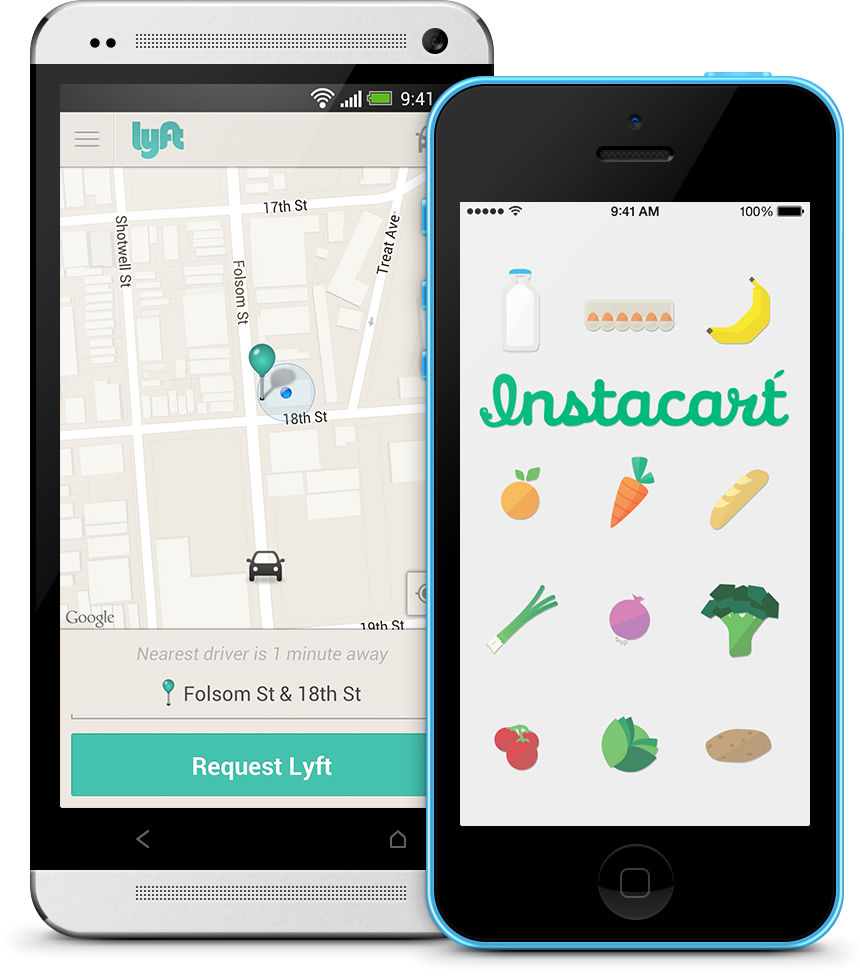 9:41
lyft
17th St
Shotwell St
Folsom St
Treat Ave
18th St
Google
19th St
Nearest driver is 1 minute away
Folsom St & 18th St
Request Lyft
9:41 AM
100%
Instacart